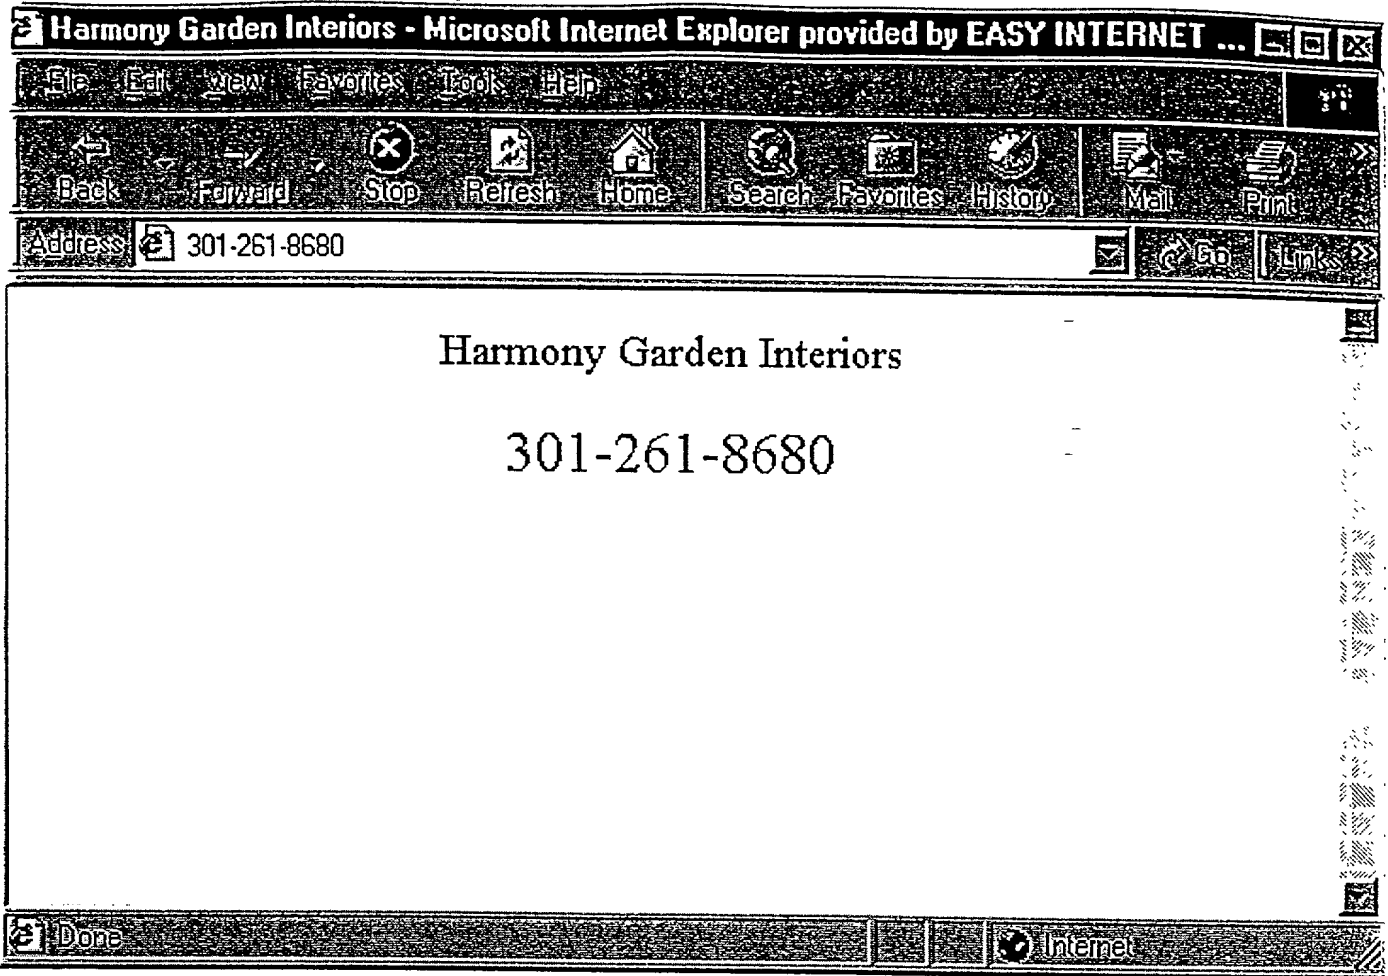 Harmony Garden Interiors - Microsoft Internet Explorer provided by EASY INTERNET ...
File Edit View Favorites Tools Help
Back Forward Stop Refresh Home Search Favorites History Mail Print
Address 301-261-8680 Go Links
Harmony Garden Interiors
301-261-8680
Done Internet